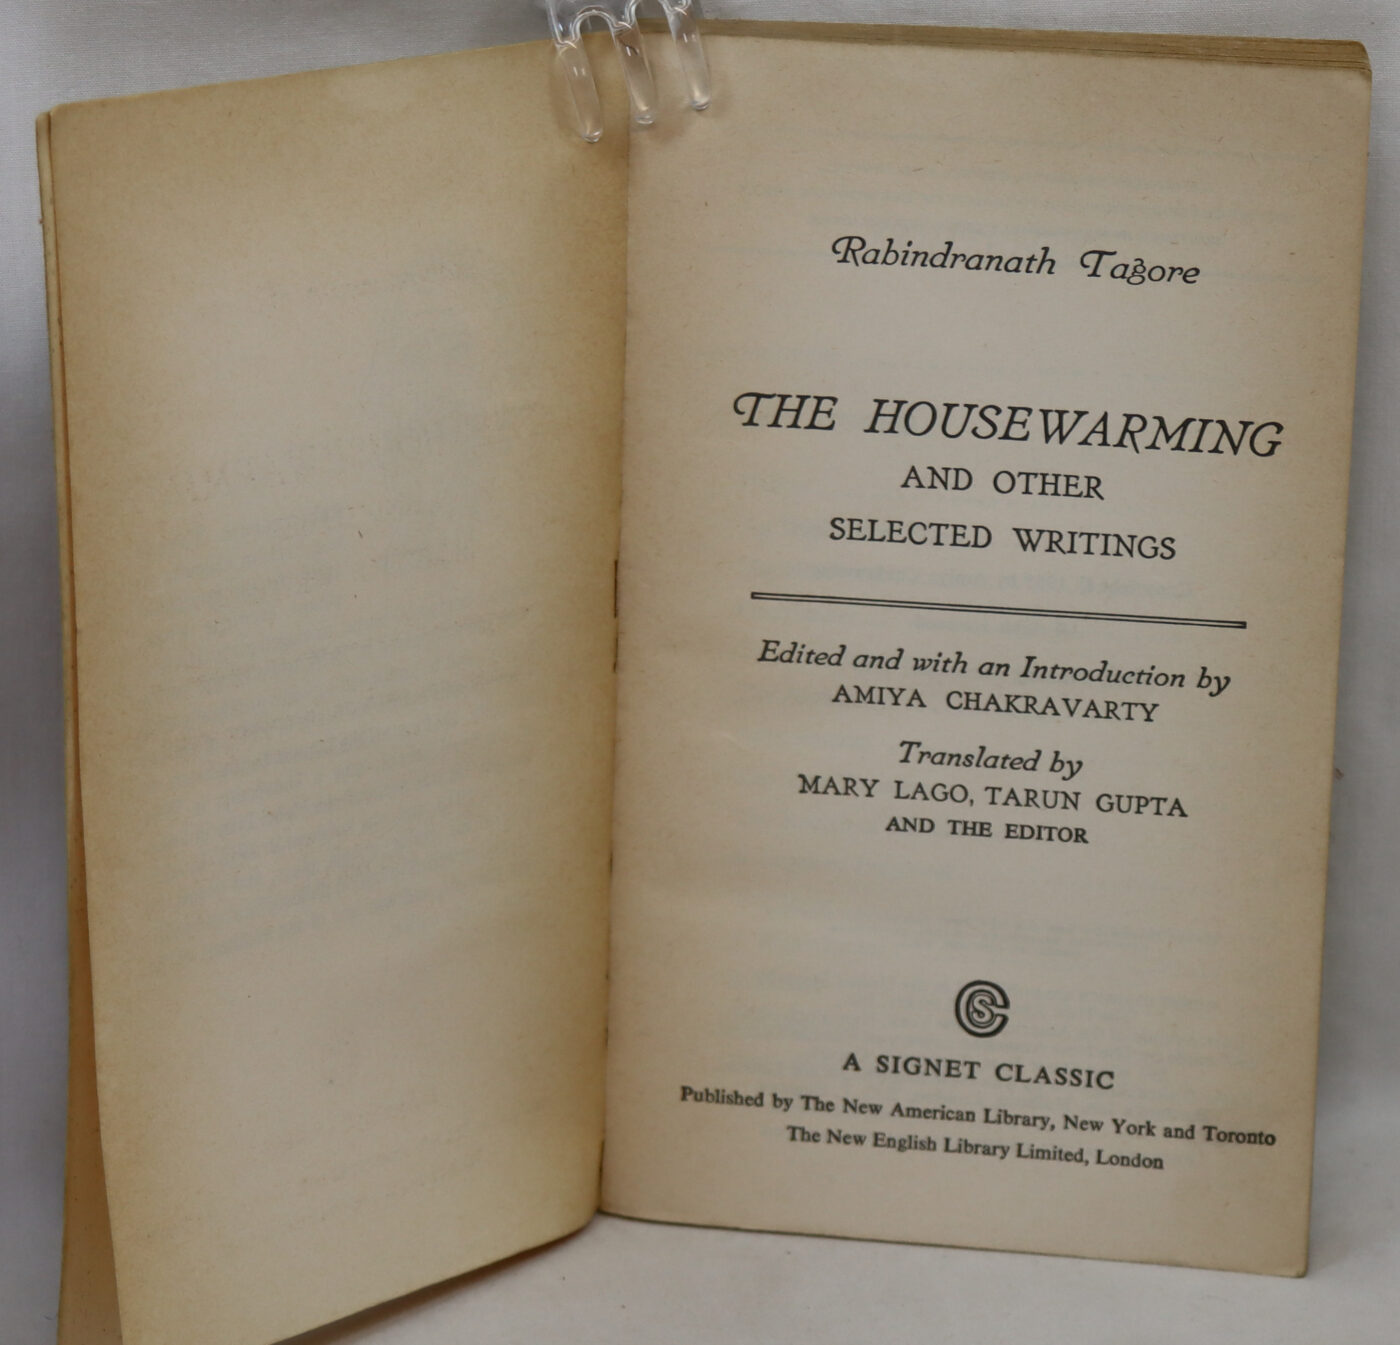 Rabindranath Tagore
THE HOUSEWARMING
AND OTHER
SELECTED WRITINGS
Edited and with an Introduction by
AMIYA CHAKRAVARTY
Translated by
MARY LAGO, TARUN GUPTA
AND THE EDITOR
CS
A SIGNET CLASSIC
Published by The New American Library, New York and Toronto
The New English Library Limited, London